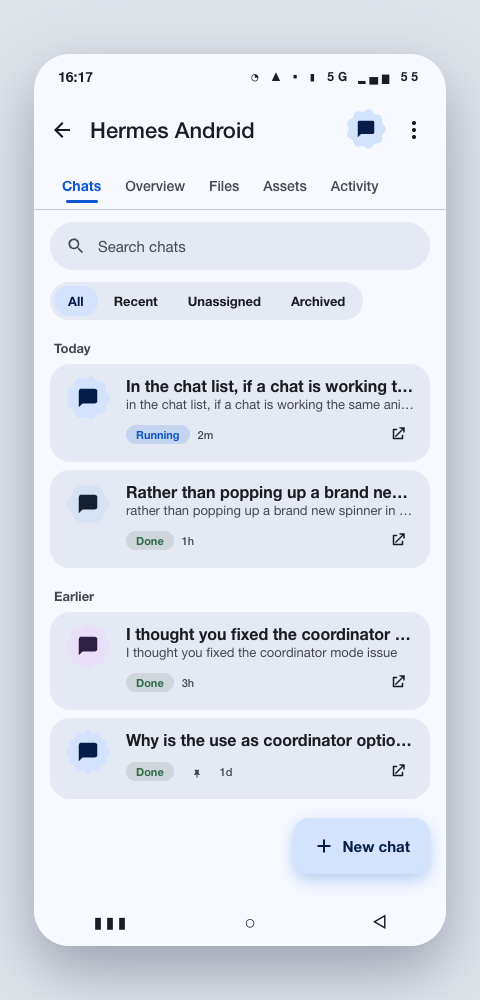 16:17
5G 55
Hermes Android
Chats Overview Files Assets Activity
Search chats
All Recent Unassigned Archived
Today
In the chat list, if a chat is working t…
in the chat list, if a chat is working the same ani…
Running 2m
Rather than popping up a brand ne…
rather than popping up a brand new spinner in …
Done 1h
Earlier
I thought you fixed the coordinator …
I thought you fixed the coordinator mode issue
Done 3h
Why is the use as coordinator optio…
Done 1d
New chat